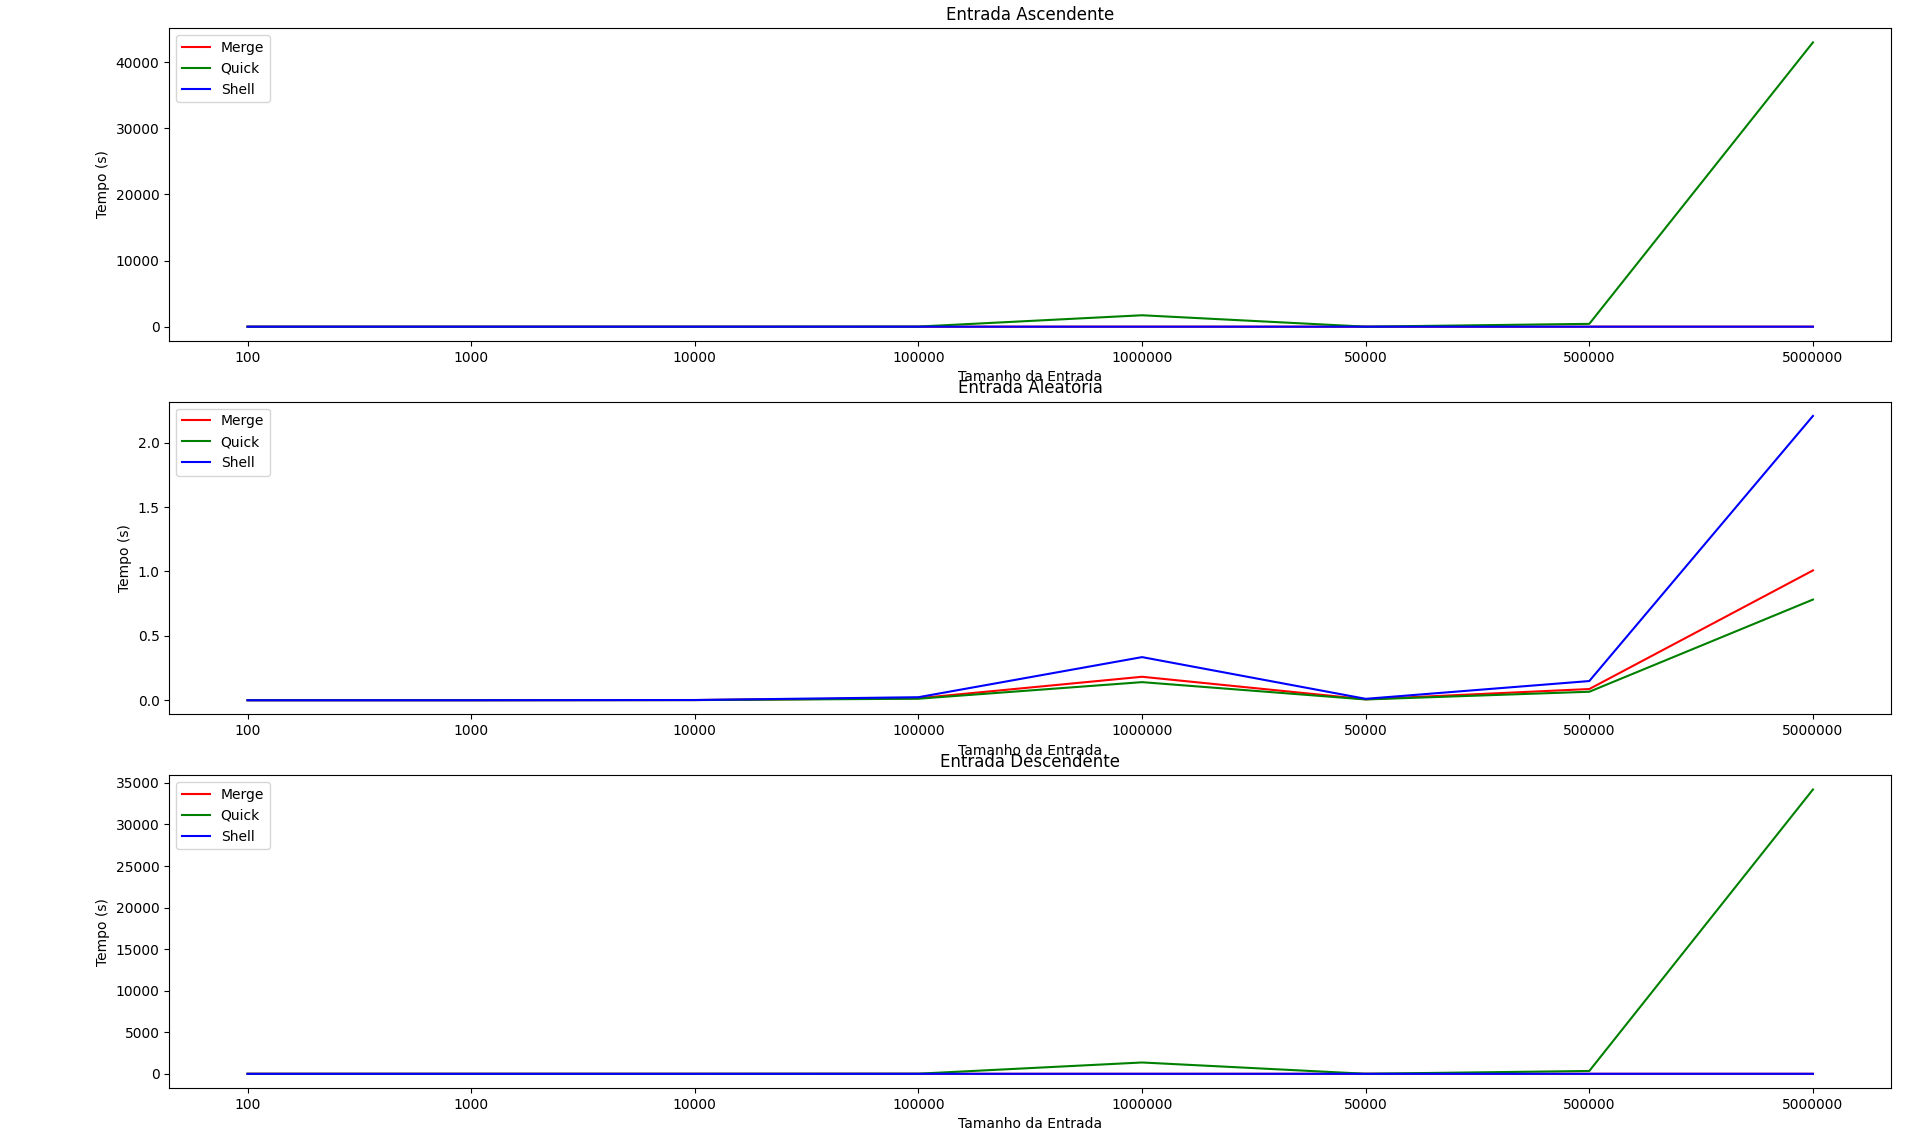 Entrada Ascendente
Merge
Quick
Shell
40000
30000
20000
10000
0
Tempo (s)
100 1000 10000 100000 1000000 50000 500000 5000000
Tamanho da Entrada
Entrada Aleatória
Merge
Quick
Shell
2.0
1.5
1.0
0.5
0.0
Tempo (s)
100 1000 10000 100000 1000000 50000 500000 5000000
Tamanho da Entrada
Entrada Descendente
Merge
Quick
Shell
35000
30000
25000
20000
15000
10000
5000
0
Tempo (s)
100 1000 10000 100000 1000000 50000 500000 5000000
Tamanho da Entrada